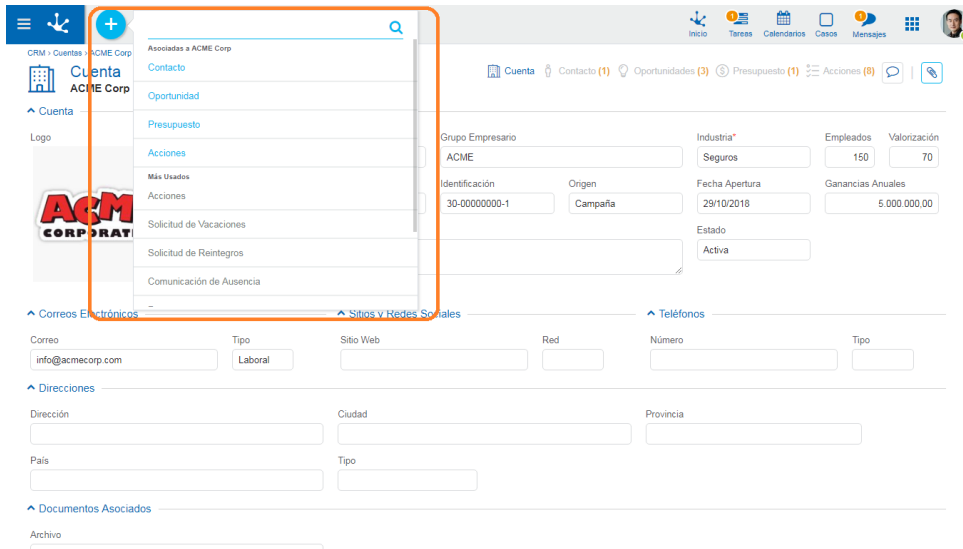 1
1
Inicio Tareas Calendarios Casos Mensajes
CRM › Cuentas › ACME Corp
Asociadas a ACME Corp
Cuenta
ACME Corp
Contacto
Cuenta Contacto (1) Oportunidades (3) Presupuesto (1) Acciones (8)
Oportunidad
Cuenta
Presupuesto
Logo
Grupo Empresario Industria* Empleados Valorización
Acciones
ACME Seguros 150 70
Más Usados
Acciones
Identificación Origen Fecha Apertura Ganancias Anuales
30-00000000-1 Campaña 29/10/2018 5.000.000,00
Solicitud de Vacaciones
Estado
Activa
Solicitud de Reintegros
Comunicación de Ausencia
Correos Electrónicos Sitios y Redes Sociales Teléfonos
Correo Tipo Sitio Web Red Número Tipo
info@acmecorp.com Laboral
Direcciones
Dirección Ciudad Provincia
País Tipo
Documentos Asociados
Archivo